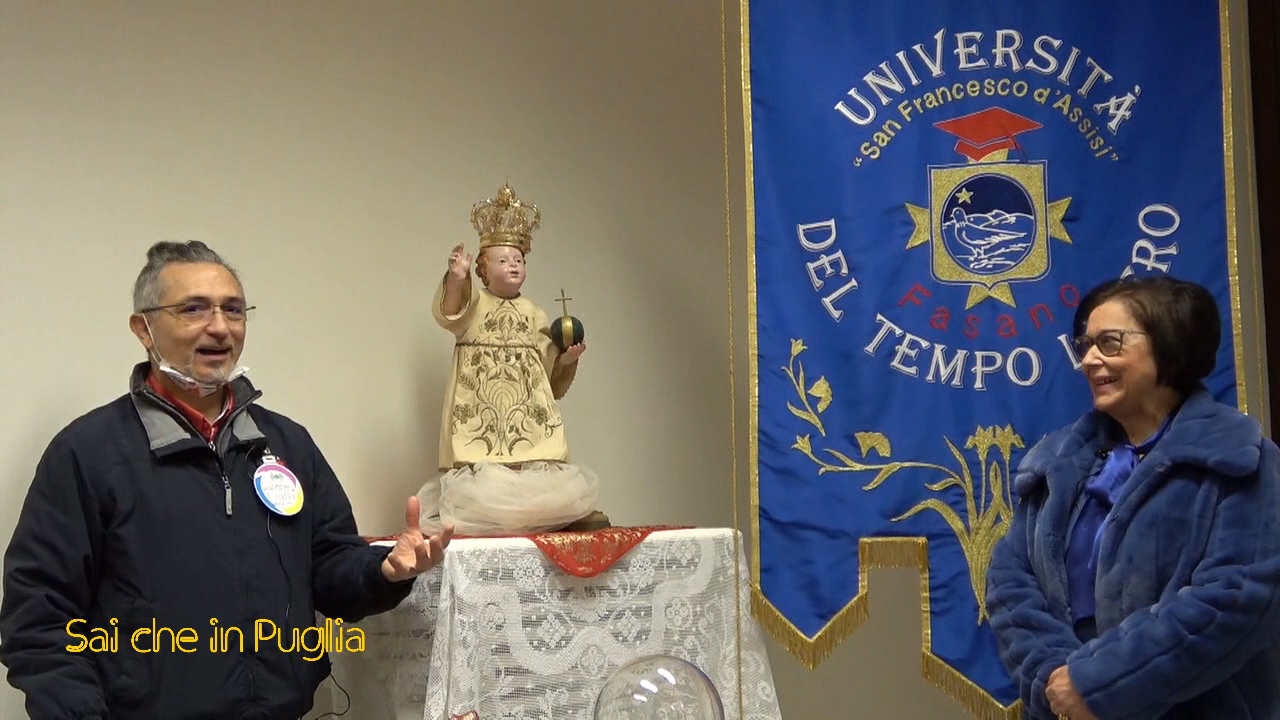 UNIVERSITÀ
"San Francesco d'Assisi"
Fasano
DEL TEMPO
Sai che in Puglia